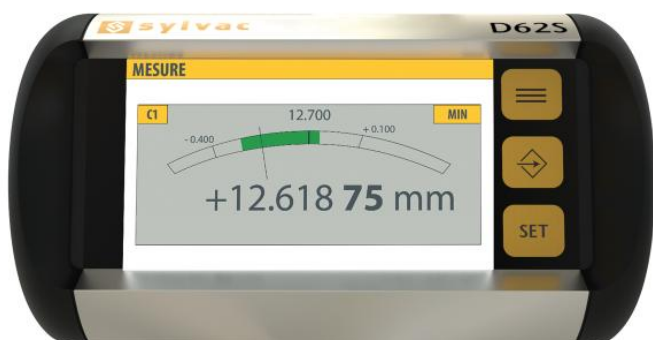 sylvac D62S
MESURE
C1 12.700 MIN
- 0.400 + 0.100
+12.618 75 mm
SET